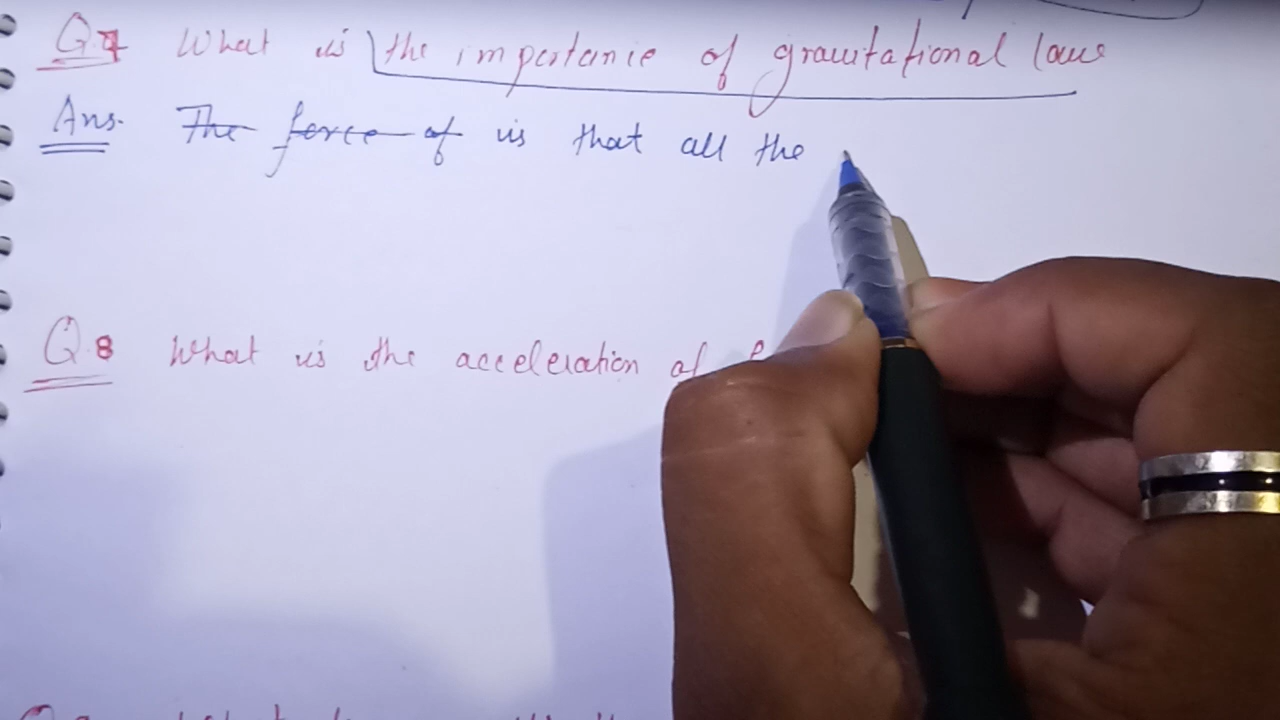 Q.7 What is the importance of gravitational law
Ans. The force of is that all the
Q.8 What is the acceleration of